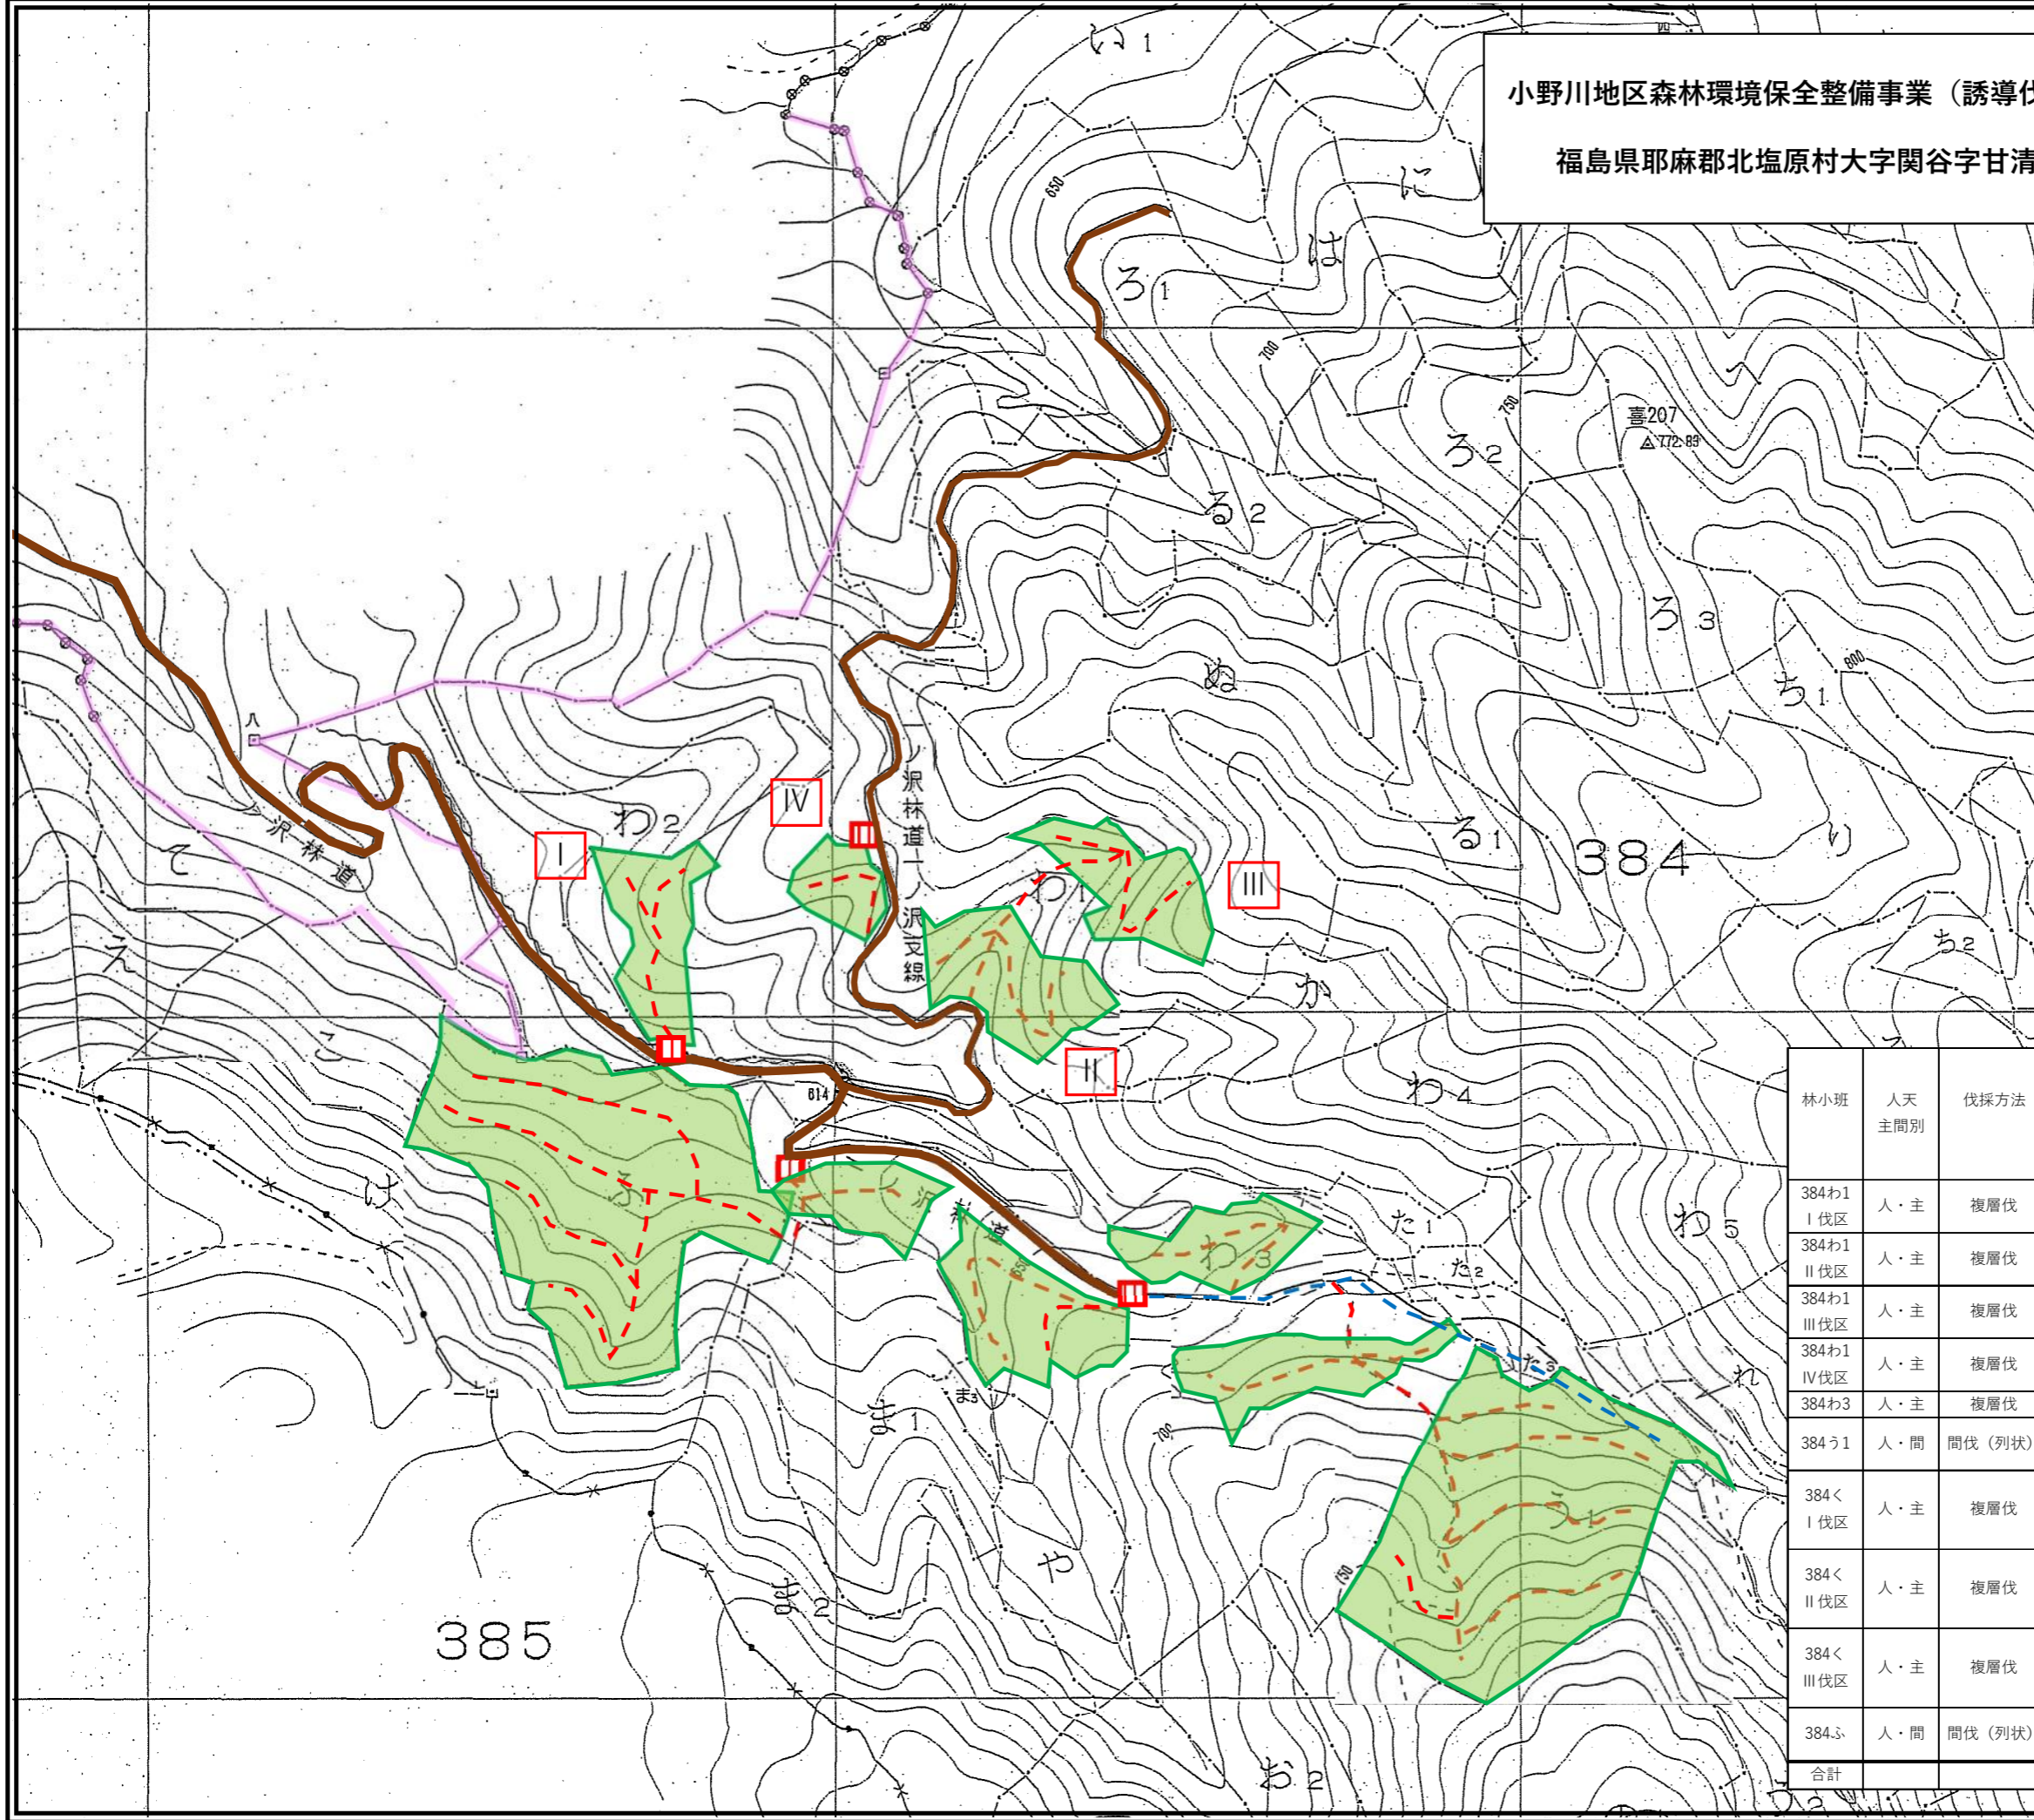 小野川地区森林環境保全整備事業（誘導伐
福島県耶麻郡北塩原村大字関谷字甘清
い1
に
は
650
ろ1
700
750
喜207
772.89
ろ2
る2
ろ3
800
ぬ
ち1
八
IV
わ2
I
一ノ沢林道一ノ沢支線
沢林道
て
る1
384
り
III
わ1
ち2
え
か
II
わ4
こ
614
け
ふ
一ノ沢林道
た1
わ5
わ3
た2
650
た3
れ
ま3
ま1
700
う1
や
750
ま2
385
お2
林小班 人天主間別 伐採方法
384わ1 I伐区 人・主 複層伐
384わ1 II伐区 人・主 複層伐
384わ1 III伐区 人・主 複層伐
384わ1 IV伐区 人・主 複層伐
384わ3 人・主 複層伐
384う1 人・間 間伐（列状）
384く I伐区 人・主 複層伐
384く II伐区 人・主 複層伐
384く III伐区 人・主 複層伐
384ふ 人・間 間伐（列状）
合計